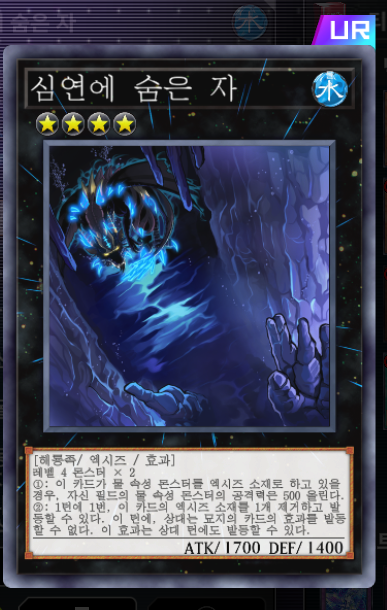 숨은 자
UR
심연에 숨은 자
水
[해룡족/ 엑시즈 / 효과]
레벨 4 몬스터 × 2
①: 이 카드가 물 속성 몬스터를 엑시즈 소재로 하고 있을
경우, 자신 필드의 물 속성 몬스터의 공격력은 500 올린다.
②: 1턴에 1번, 이 카드의 엑시즈 소재를 1개 제거하고 발
동할 수 있다. 이 턴에, 상대는 묘지의 카드의 효과를 발동
할 수 없다. 이 효과는 상대 턴에도 발동할 수 있다.
ATK/1700 DEF/1400